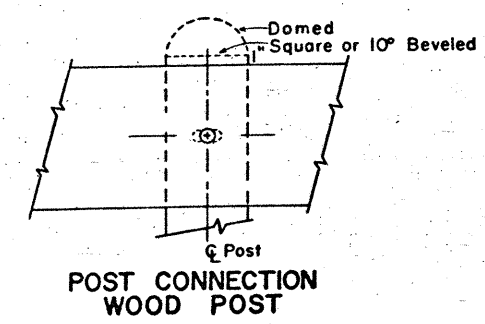 Domed
Square or 10° Beveled
1"
℄ Post
POST CONNECTION
WOOD POST